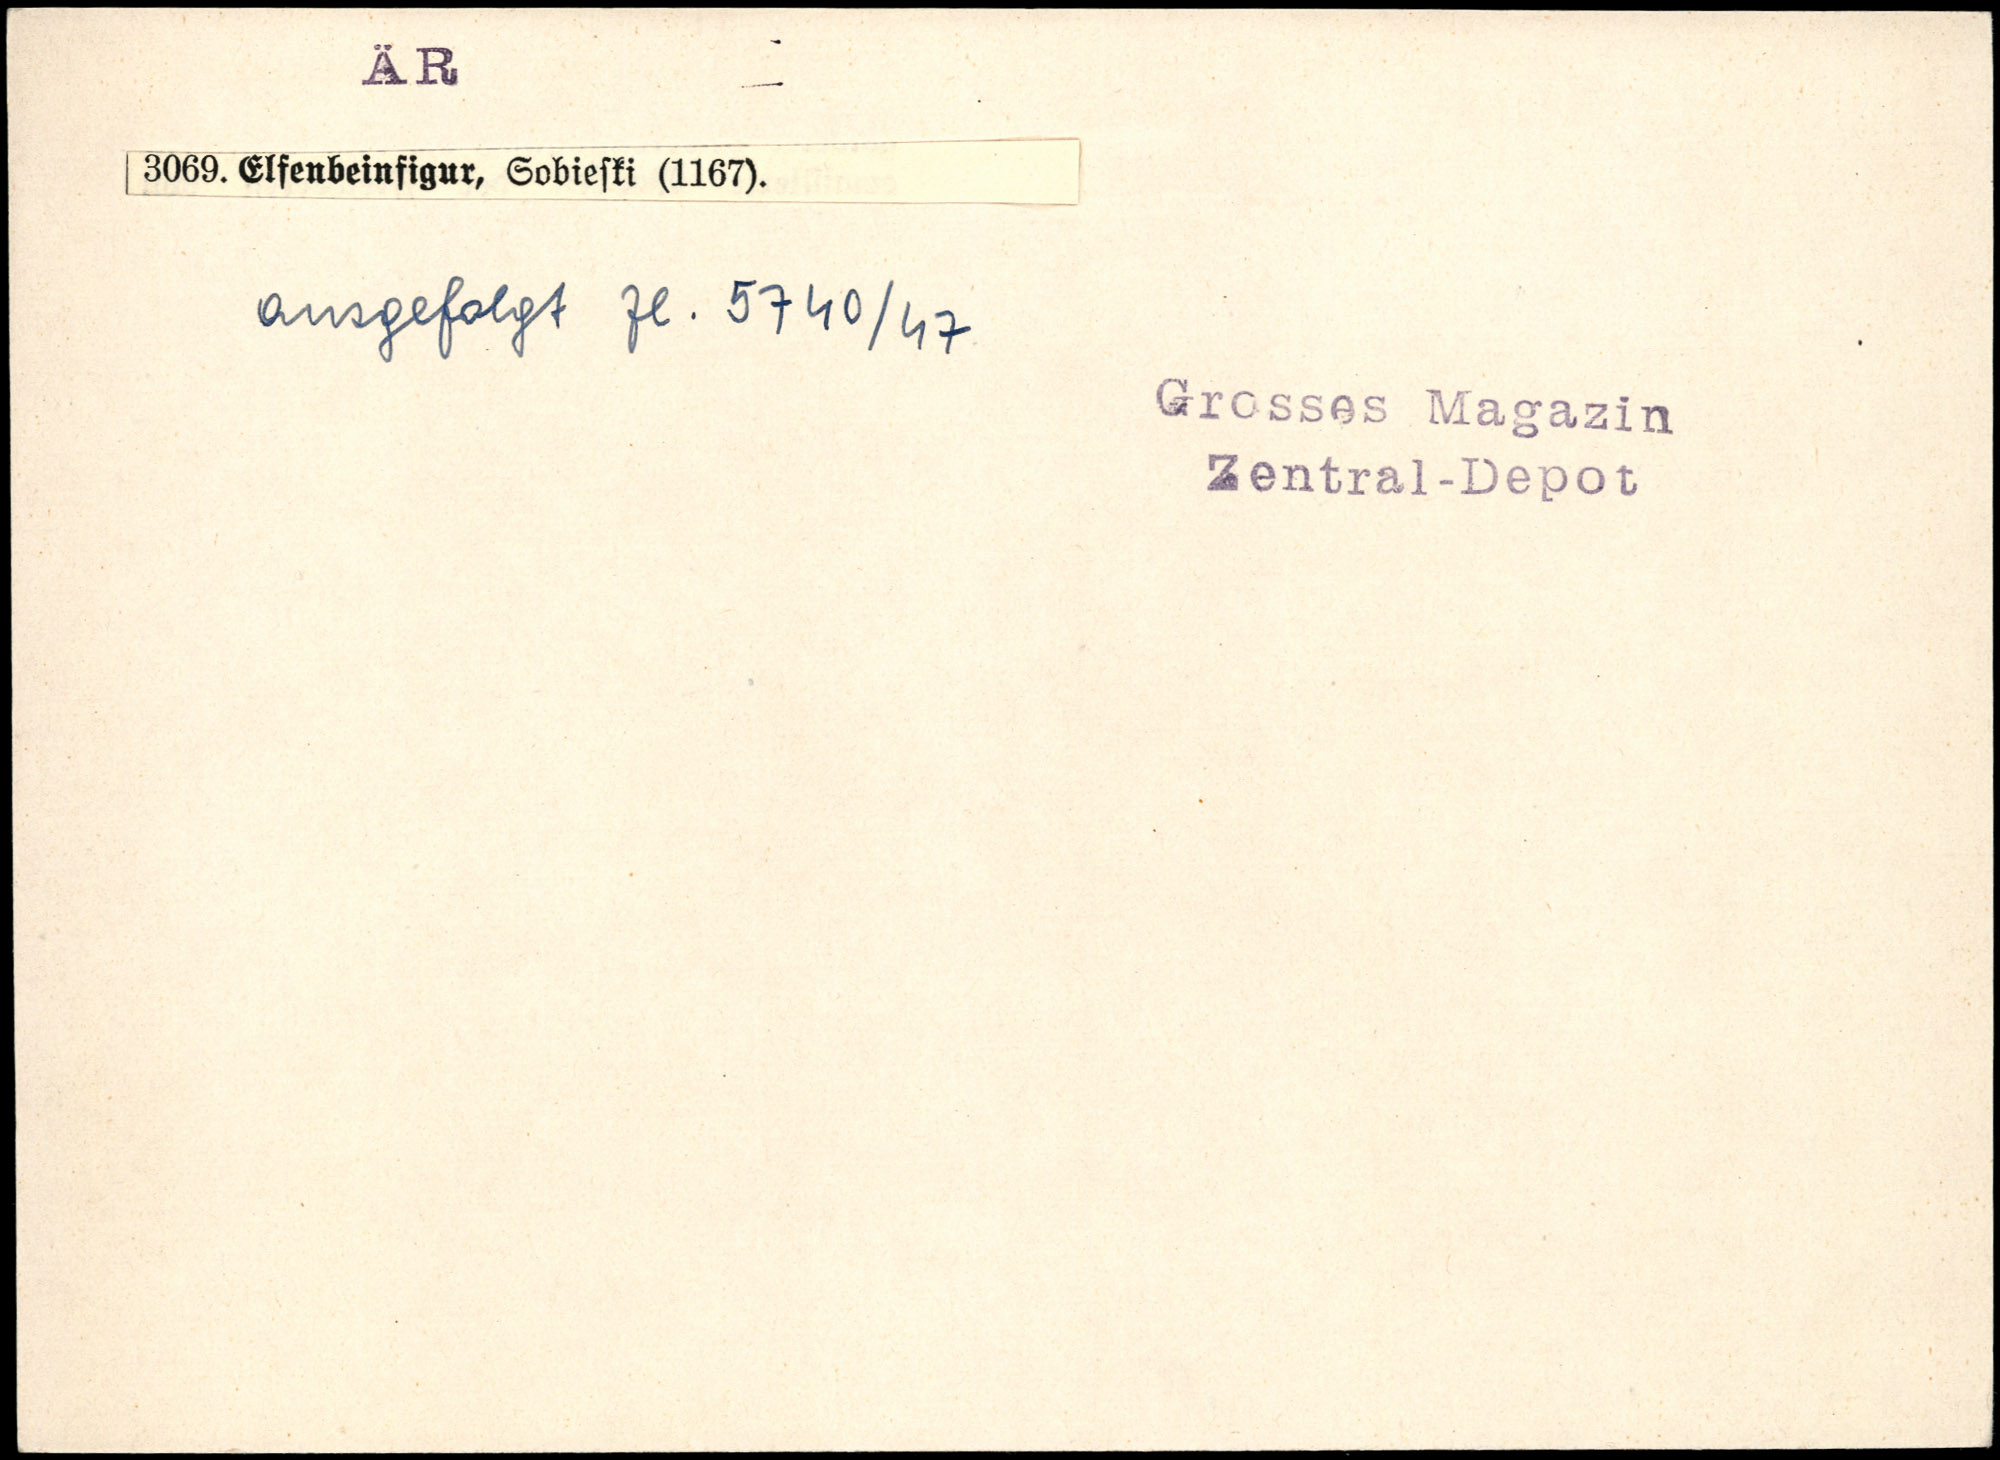 ÄR
3069. Elfenbeinfigur, Sobieſki (1167).
ausgefolgt Zl. 5740/47
Grosses Magazin
Zentral-Depot